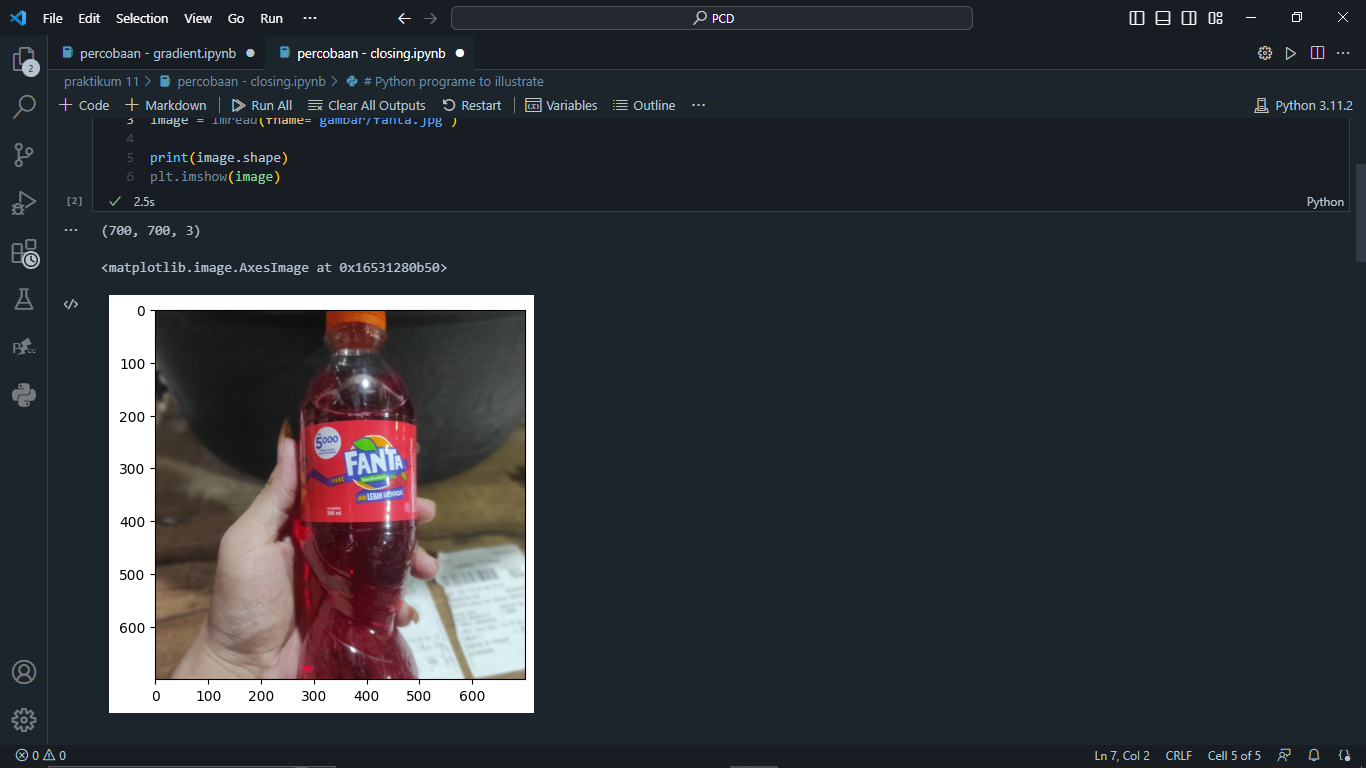 File Edit Selection View Go Run ···
PCD
percobaan - gradient.ipynb
percobaan - closing.ipynb
praktikum 11 > percobaan - closing.ipynb > # Python programe to illustrate
+ Code + Markdown Run All Clear All Outputs Restart Variables Outline ···
Python 3.11.2
3 image = imread(fname="gambar/fanta.jpg")
4
5 print(image.shape)
6 plt.imshow(image)
[2] 2.5s
Python
(700, 700, 3)
<matplotlib.image.AxesImage at 0x16531280b50>
0
100
200
300
400
500
600
5000
FANTA
LEBIH
390 ml
0 100 200 300 400 500 600
2
0 0
Ln 7, Col 2 CRLF Cell 5 of 5